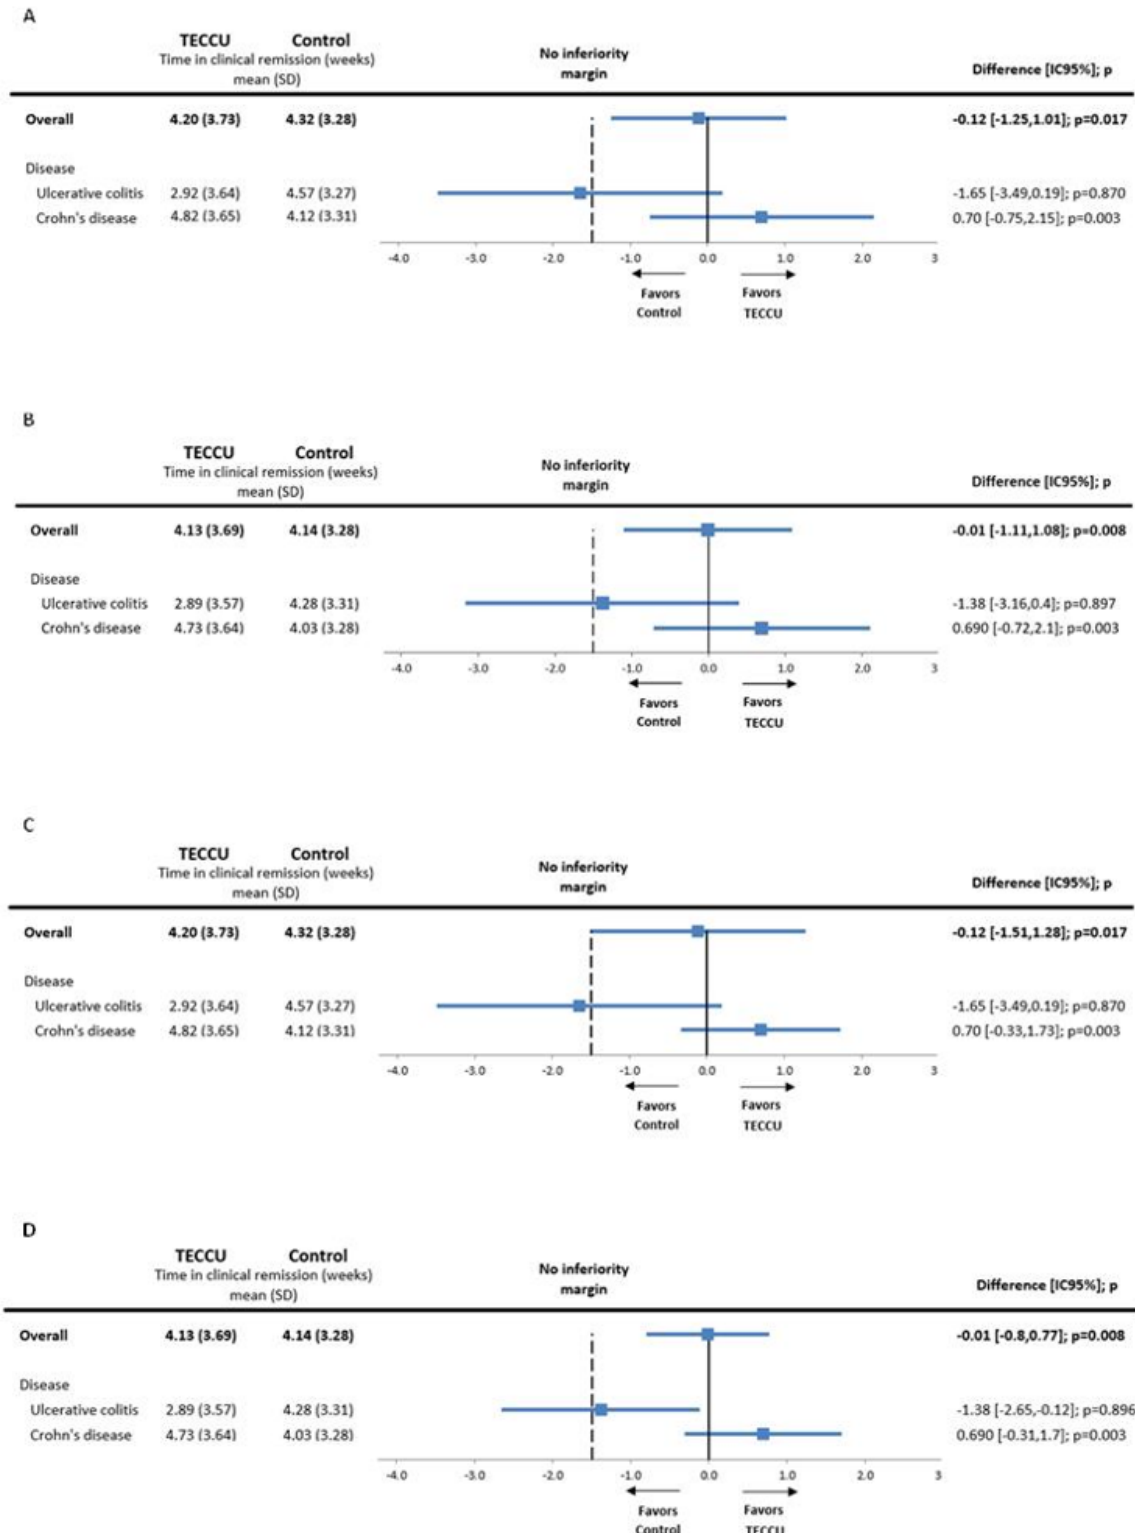 A
TECCU Control
Time in clinical remission (weeks)
mean (SD)
No inferiority
margin
Difference [IC95%]; p
Overall 4.20 (3.73) 4.32 (3.28) -0.12 [-1.25,1.01]; p=0.017
Disease
Ulcerative colitis 2.92 (3.64) 4.57 (3.27) -1.65 [-3.49,0.19]; p=0.870
Crohn's disease 4.82 (3.65) 4.12 (3.31) 0.70 [-0.75,2.15]; p=0.003
-4.0 -3.0 -2.0 -1.0 0.0 1.0 2.0 3
Favors Favors
Control TECCU
B
TECCU Control
Time in clinical remission (weeks)
mean (SD)
No inferiority
margin
Difference [IC95%]; p
Overall 4.13 (3.69) 4.14 (3.28) -0.01 [-1.11,1.08]; p=0.008
Disease
Ulcerative colitis 2.89 (3.57) 4.28 (3.31) -1.38 [-3.16,0.4]; p=0.897
Crohn's disease 4.73 (3.64) 4.03 (3.28) 0.690 [-0.72,2.1]; p=0.003
-4.0 -3.0 -2.0 -1.0 0.0 1.0 2.0 3
Favors Favors
Control TECCU
C
TECCU Control
Time in clinical remission (weeks)
mean (SD)
No inferiority
margin
Difference [IC95%]; p
Overall 4.20 (3.73) 4.32 (3.28) -0.12 [-1.51,1.28]; p=0.017
Disease
Ulcerative colitis 2.92 (3.64) 4.57 (3.27) -1.65 [-3.49,0.19]; p=0.870
Crohn's disease 4.82 (3.65) 4.12 (3.31) 0.70 [-0.33,1.73]; p=0.003
-4.0 -3.0 -2.0 -1.0 0.0 1.0 2.0 3
Favors Favors
Control TECCU
D
TECCU Control
Time in clinical remission (weeks)
mean (SD)
No inferiority
margin
Difference [IC95%]; p
Overall 4.13 (3.69) 4.14 (3.28) -0.01 [-0.8,0.77]; p=0.008
Disease
Ulcerative colitis 2.89 (3.57) 4.28 (3.31) -1.38 [-2.65,-0.12]; p=0.896
Crohn's disease 4.73 (3.64) 4.03 (3.28) 0.690 [-0.31,1.7]; p=0.003
-4.0 -3.0 -2.0 -1.0 0.0 1.0 2.0 3
Favors Favors
Control TECCU